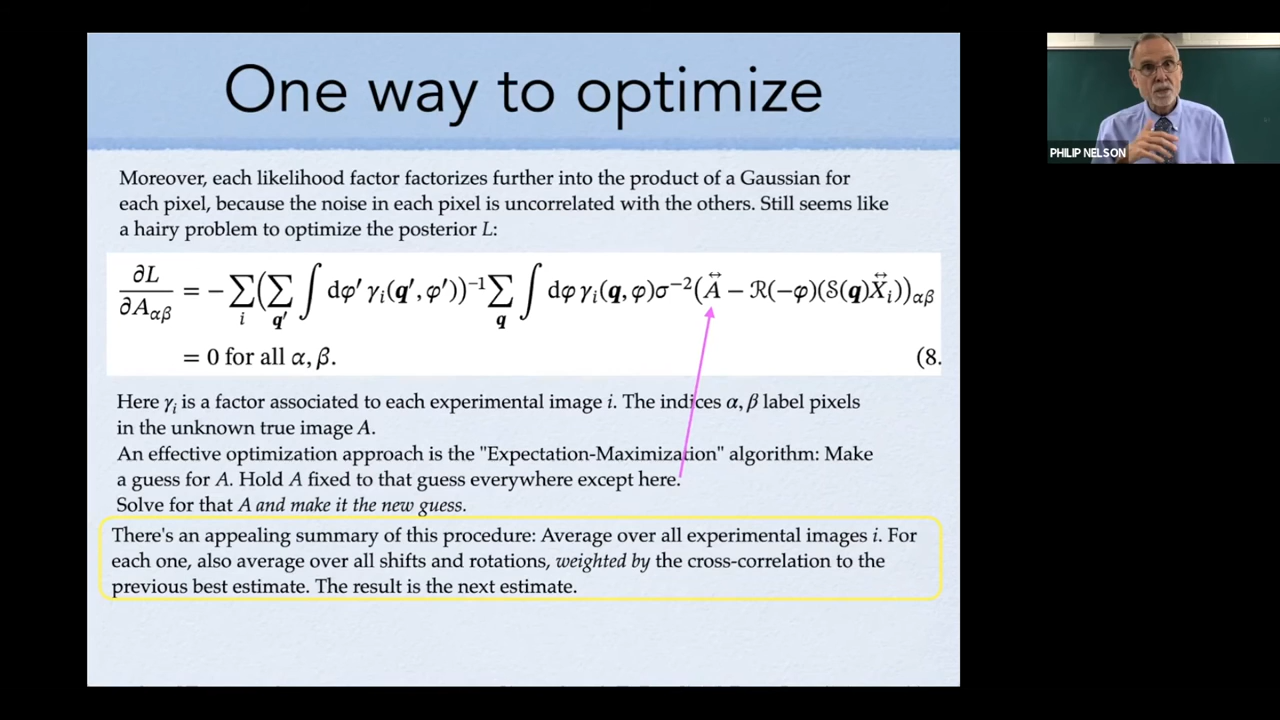 One way to optimize
PHILIP NELSON
Moreover, each likelihood factor factorizes further into the product of a Gaussian for
each pixel, because the noise in each pixel is uncorrelated with the others. Still seems like
a hairy problem to optimize the posterior L:
∂L/∂A_{αβ} = −∑_i(∑_{q′} ∫ dφ′ γ_i(q′, φ′))^{−1} ∑_q ∫ dφ γ_i(q, φ)σ^{−2}(A⃡ − ℛ(−φ)(𝒮(q)X⃡_i))_{αβ}
= 0 for all α, β. (8.
Here γ_i is a factor associated to each experimental image i. The indices α, β label pixels
in the unknown true image A.
An effective optimization approach is the "Expectation-Maximization" algorithm: Make
a guess for A. Hold A fixed to that guess everywhere except here.
Solve for that A and make it the new guess.
There's an appealing summary of this procedure: Average over all experimental images i. For
each one, also average over all shifts and rotations, weighted by the cross-correlation to the
previous best estimate. The result is the next estimate.